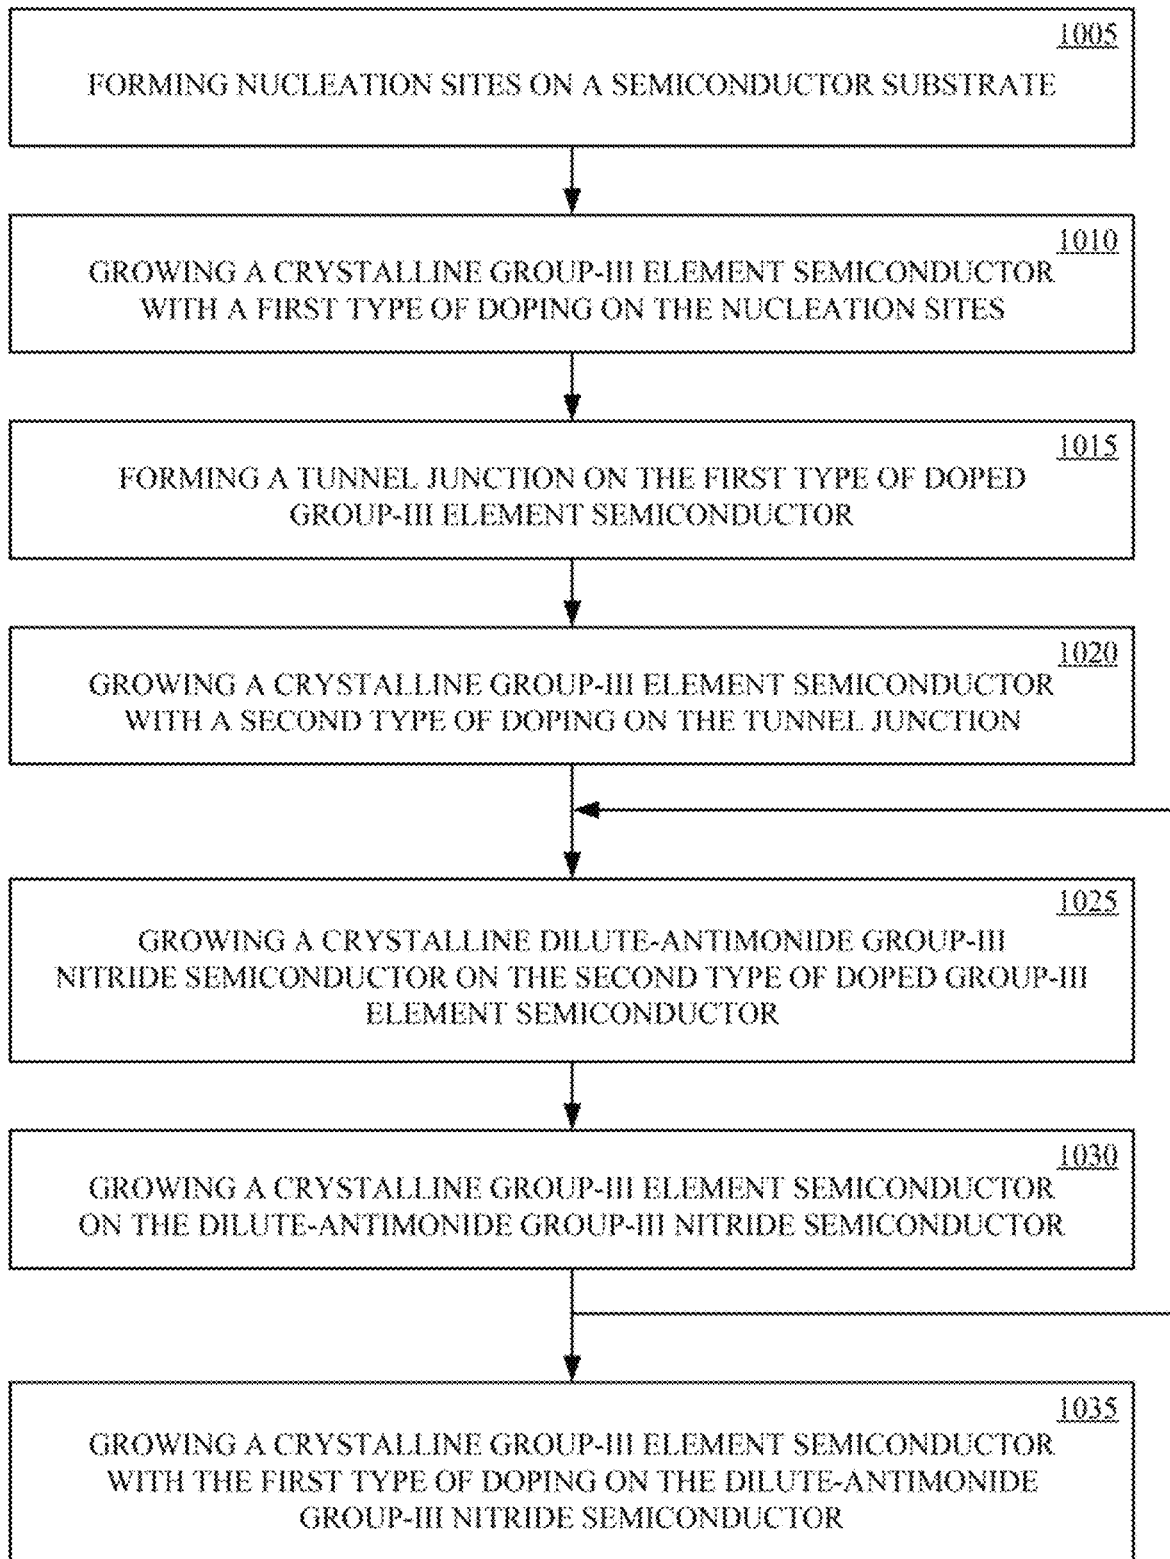 1005
FORMING NUCLEATION SITES ON A SEMICONDUCTOR SUBSTRATE
1010
GROWING A CRYSTALLINE GROUP-III ELEMENT SEMICONDUCTOR
WITH A FIRST TYPE OF DOPING ON THE NUCLEATION SITES
1015
FORMING A TUNNEL JUNCTION ON THE FIRST TYPE OF DOPED
GROUP-III ELEMENT SEMICONDUCTOR
1020
GROWING A CRYSTALLINE GROUP-III ELEMENT SEMICONDUCTOR
WITH A SECOND TYPE OF DOPING ON THE TUNNEL JUNCTION
1025
GROWING A CRYSTALLINE DILUTE-ANTIMONIDE GROUP-III
NITRIDE SEMICONDUCTOR ON THE SECOND TYPE OF DOPED GROUP-III
ELEMENT SEMICONDUCTOR
1030
GROWING A CRYSTALLINE GROUP-III ELEMENT SEMICONDUCTOR
ON THE DILUTE-ANTIMONIDE GROUP-III NITRIDE SEMICONDUCTOR
1035
GROWING A CRYSTALLINE GROUP-III ELEMENT SEMICONDUCTOR
WITH THE FIRST TYPE OF DOPING ON THE DILUTE-ANTIMONIDE
GROUP-III NITRIDE SEMICONDUCTOR